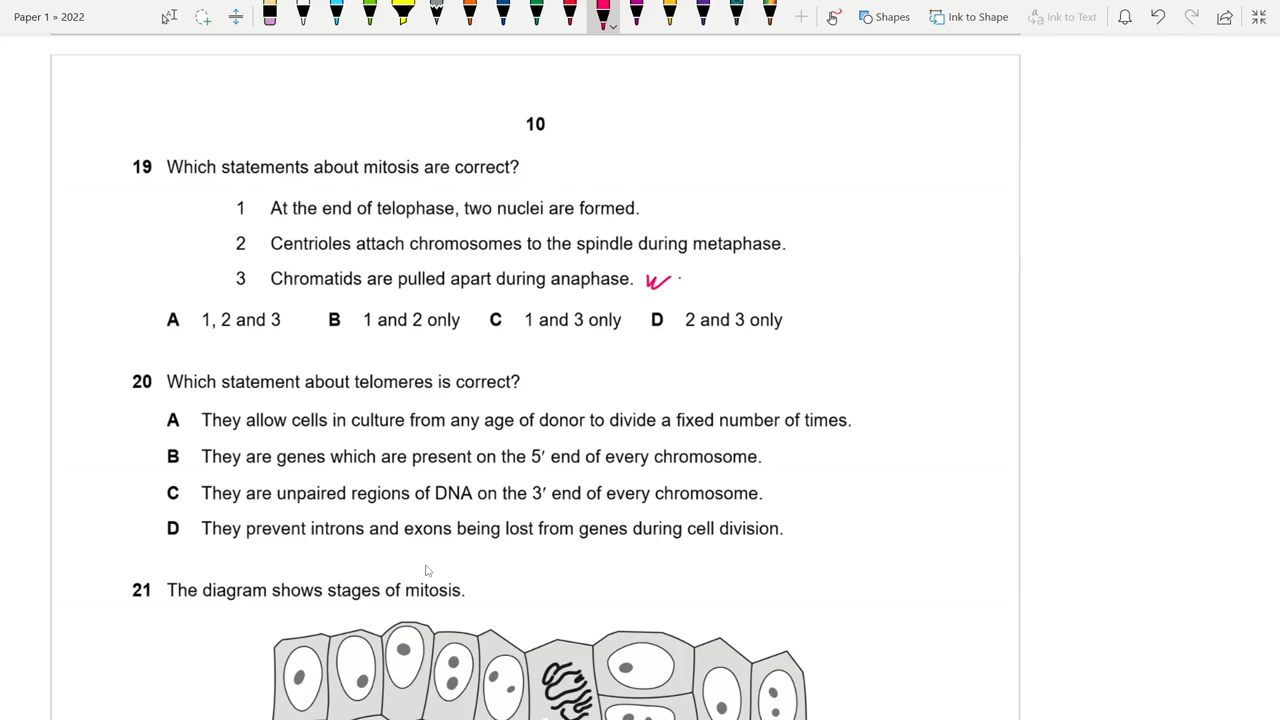 Paper 1 » 2022
Shapes
Ink to Shape
Ink to Text
10
19 Which statements about mitosis are correct?
1 At the end of telophase, two nuclei are formed.
2 Centrioles attach chromosomes to the spindle during metaphase.
3 Chromatids are pulled apart during anaphase.
A 1, 2 and 3 B 1 and 2 only C 1 and 3 only D 2 and 3 only
20 Which statement about telomeres is correct?
A They allow cells in culture from any age of donor to divide a fixed number of times.
B They are genes which are present on the 5′ end of every chromosome.
C They are unpaired regions of DNA on the 3′ end of every chromosome.
D They prevent introns and exons being lost from genes during cell division.
21 The diagram shows stages of mitosis.